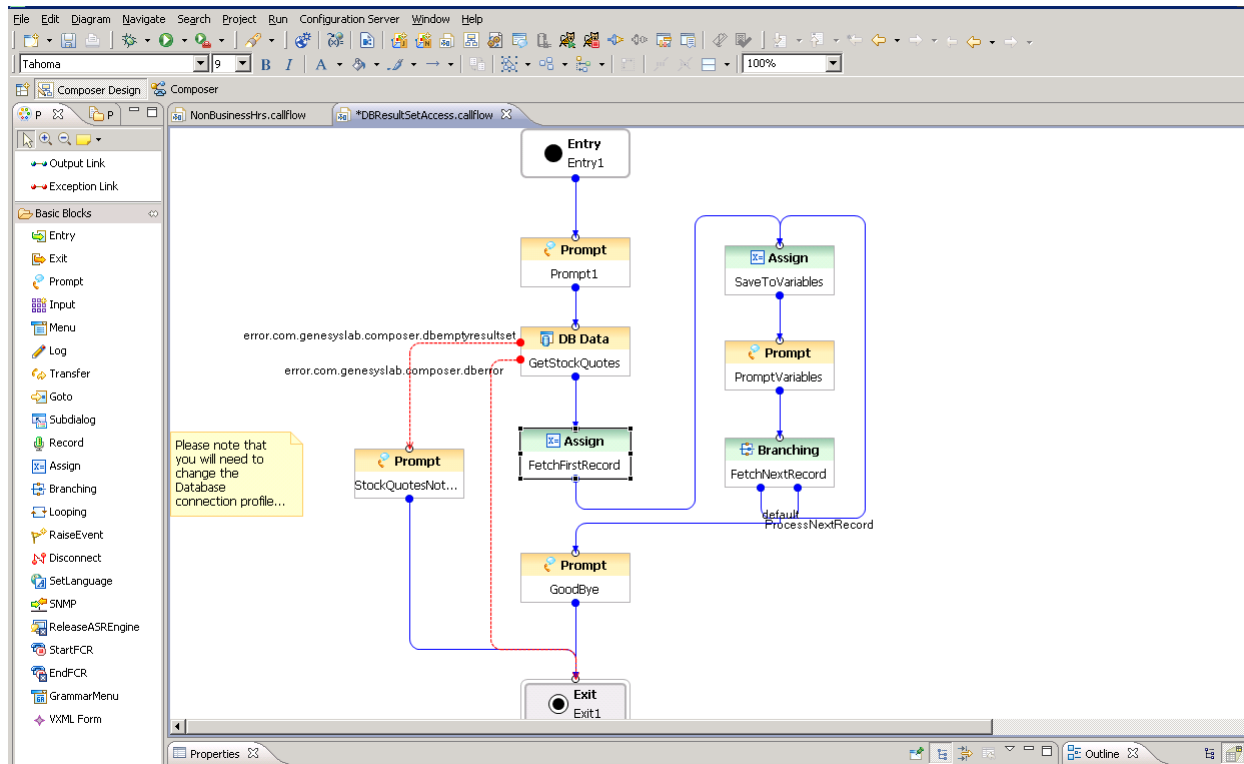 File Edit Diagram Navigate Search Project Run Configuration Server Window Help
Tahoma 9 B I A 100%
Composer Design Composer
P P NonBusinessHrs.callflow *DBResultSetAccess.callflow
Output Link
Exception Link
Basic Blocks
Entry
Exit
Prompt
Input
Menu
Log
Transfer
Goto
Subdialog
Record
Assign
Branching
Looping
RaiseEvent
Disconnect
SetLanguage
SNMP
ReleaseASREngine
StartFCR
EndFCR
GrammarMenu
VXML Form
Entry
Entry1
Prompt
Prompt1
error.com.genesyslab.composer.dbemptyresultset
error.com.genesyslab.composer.dberror
DB Data
GetStockQuotes
Assign
FetchFirstRecord
Assign
SaveToVariables
Prompt
PromptVariables
Branching
FetchNextRecord
default
ProcessNextRecord
Please note that
you will need to
change the
Database
connection profile...
Prompt
StockQuotesNot...
Prompt
GoodBye
Exit
Exit1
Properties Outline